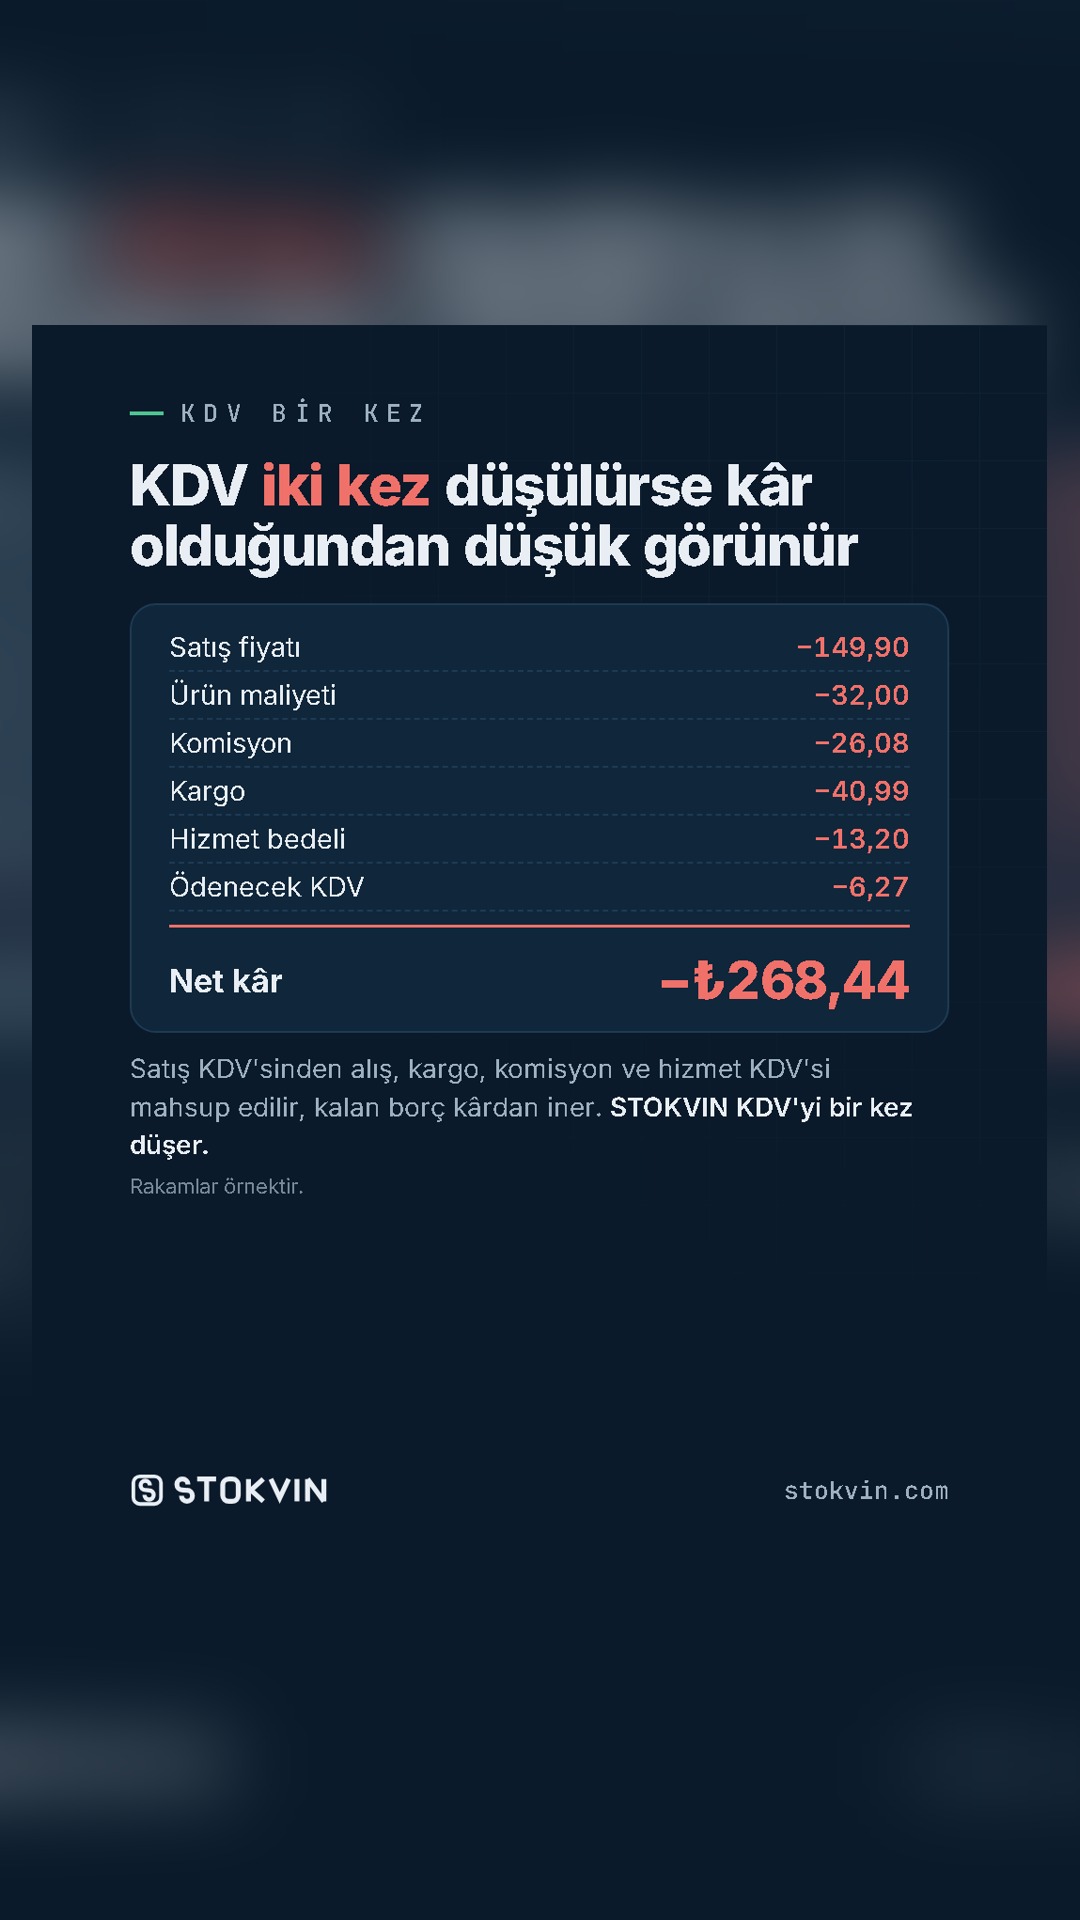 KDV BİR KEZ
KDV iki kez düşülürse kâr
olduğundan düşük görünür
Satış fiyatı −149,90
Ürün maliyeti −32,00
Komisyon −26,08
Kargo −40,99
Hizmet bedeli −13,20
Ödenecek KDV −6,27
Net kâr −₺268,44
Satış KDV'sinden alış, kargo, komisyon ve hizmet KDV'si
mahsup edilir, kalan borç kârdan iner. STOKVIN KDV'yi bir kez
düşer.
Rakamlar örnektir.
STOKVIN stokvin.com